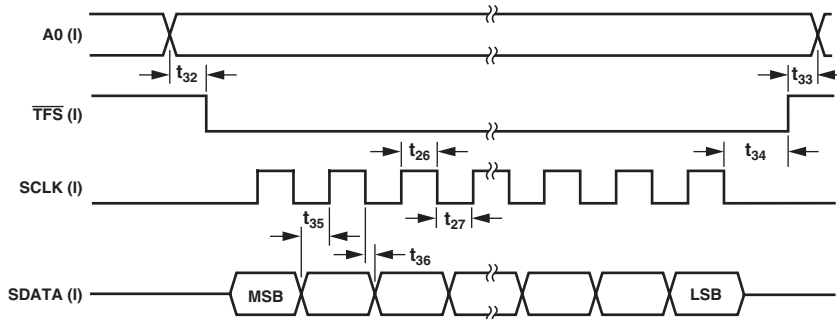 A0 (I)
t32
t33
TFS (I)
t26
t34
SCLK (I)
t35
t27
t36
SDATA (I)
MSB
LSB